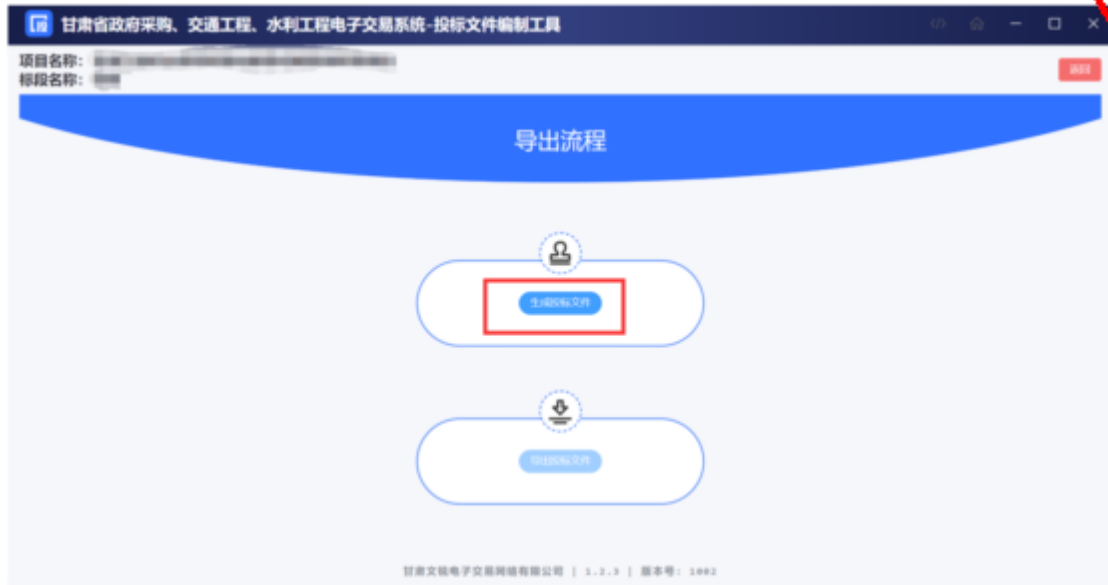 甘肃省政府采购、交通工程、水利工程电子交易系统-投标文件编制工具
项目名称:
标段名称:
返回
导出流程
生成投标文件
导出投标文件
甘肃文锐电子交易网络有限公司 | 1.2.3 | 版本号: 1002